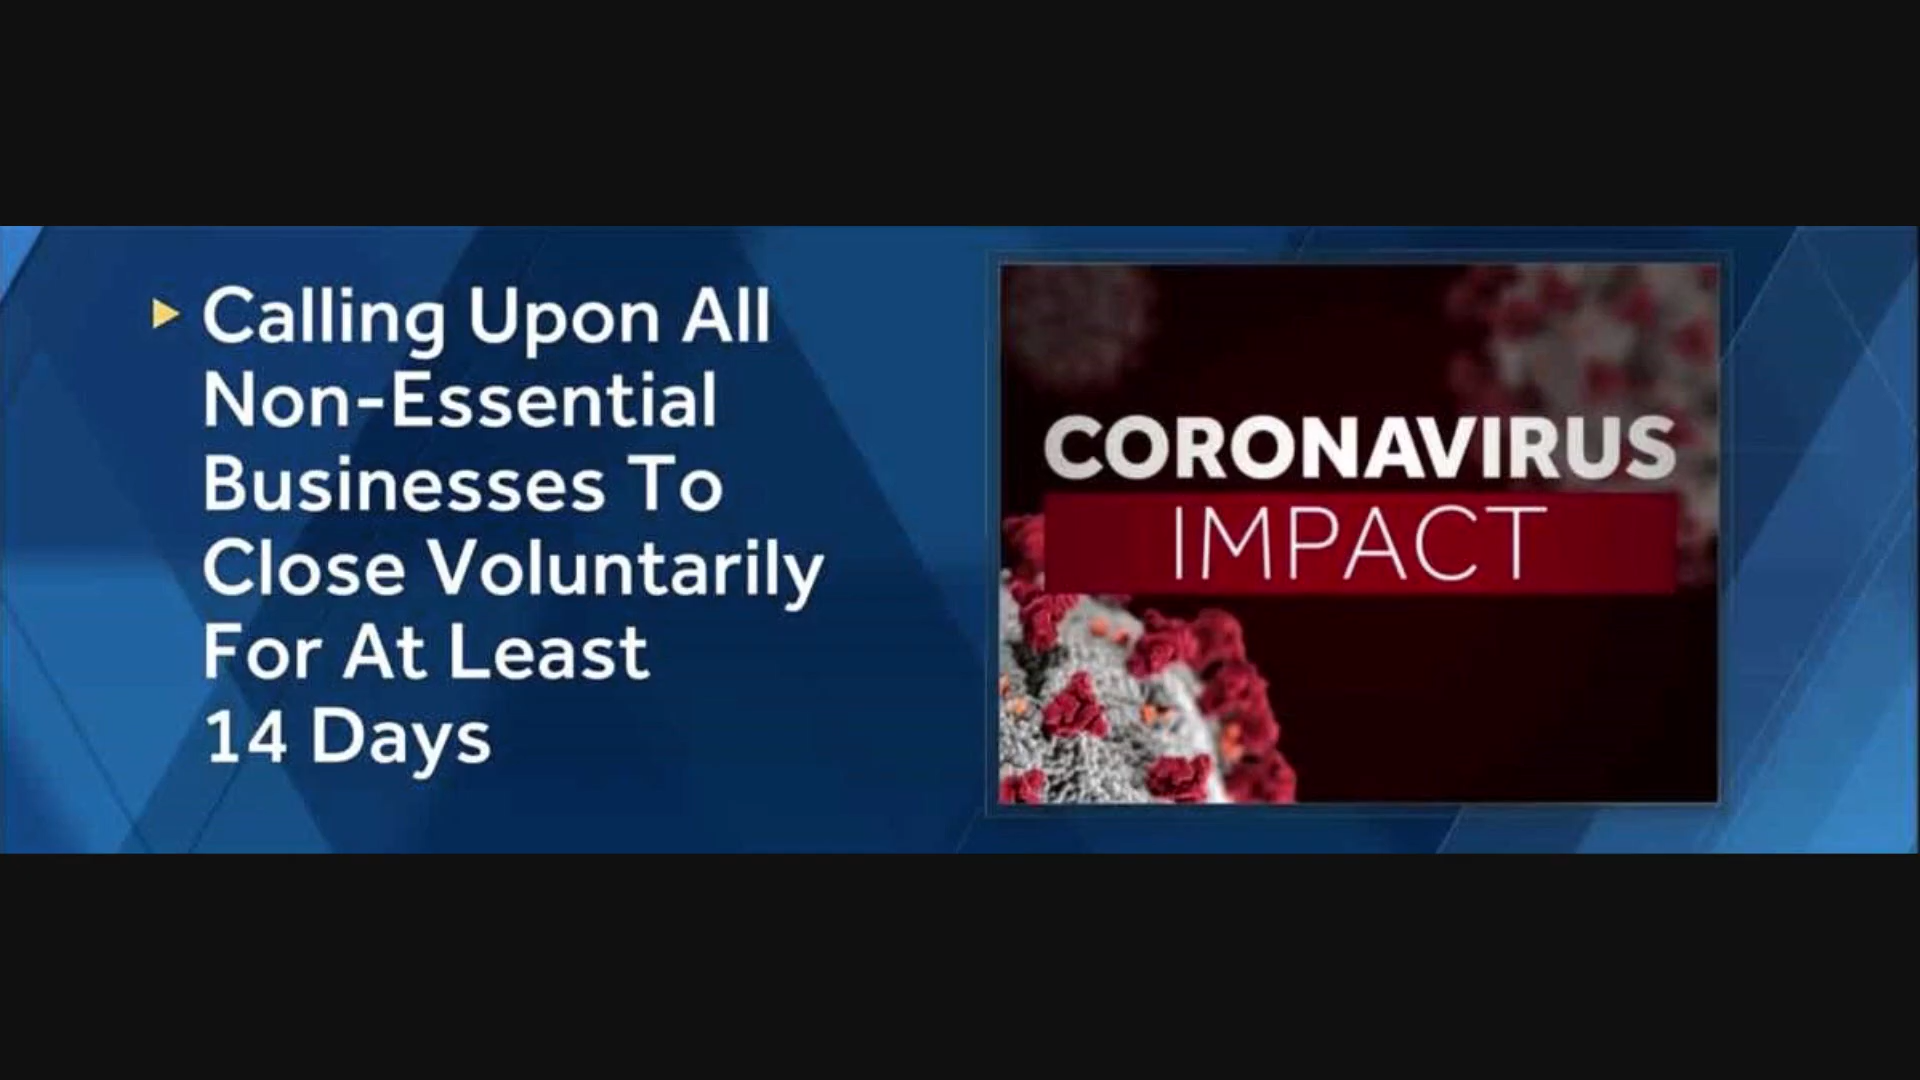 Calling Upon All
Non-Essential
Businesses To
Close Voluntarily
For At Least
14 Days
CORONAVIRUS
IMPACT